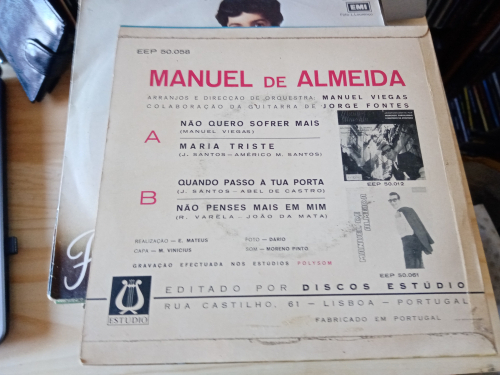 EMI
EEP 50.058
MANUEL DE ALMEIDA
ARRANJOS E DIRECÇÃO DE ORQUESTRA: MANUEL VIEGAS
COLABORAÇÃO DA GUITARRA DE JORGE FONTES
A
NÃO QUERO SOFRER MAIS
(MANUEL VIEGAS)
MARIA TRISTE
(J. SANTOS – AMÉRICO M. SANTOS)
EEP 50.012
B
QUANDO PASSO À TUA PORTA
(J. SANTOS – ABEL DE CASTRO)
NÃO PENSES MAIS EM MIM
(R. VARELA – JOÃO DA MATA)
REALIZAÇÃO – E. MATEUS
FOTO – DARIO
CAPA – M. VINICIUS
SOM – MORENO PINTO
GRAVAÇÃO EFECTUADA NOS ESTÚDIOS POLYSOM
EEP 50.051
ESTÚDIO
EDITADO POR DISCOS ESTÚDIO
RUA CASTILHO, 61 – LISBOA – PORTUGAL
FABRICADO EM PORTUGAL